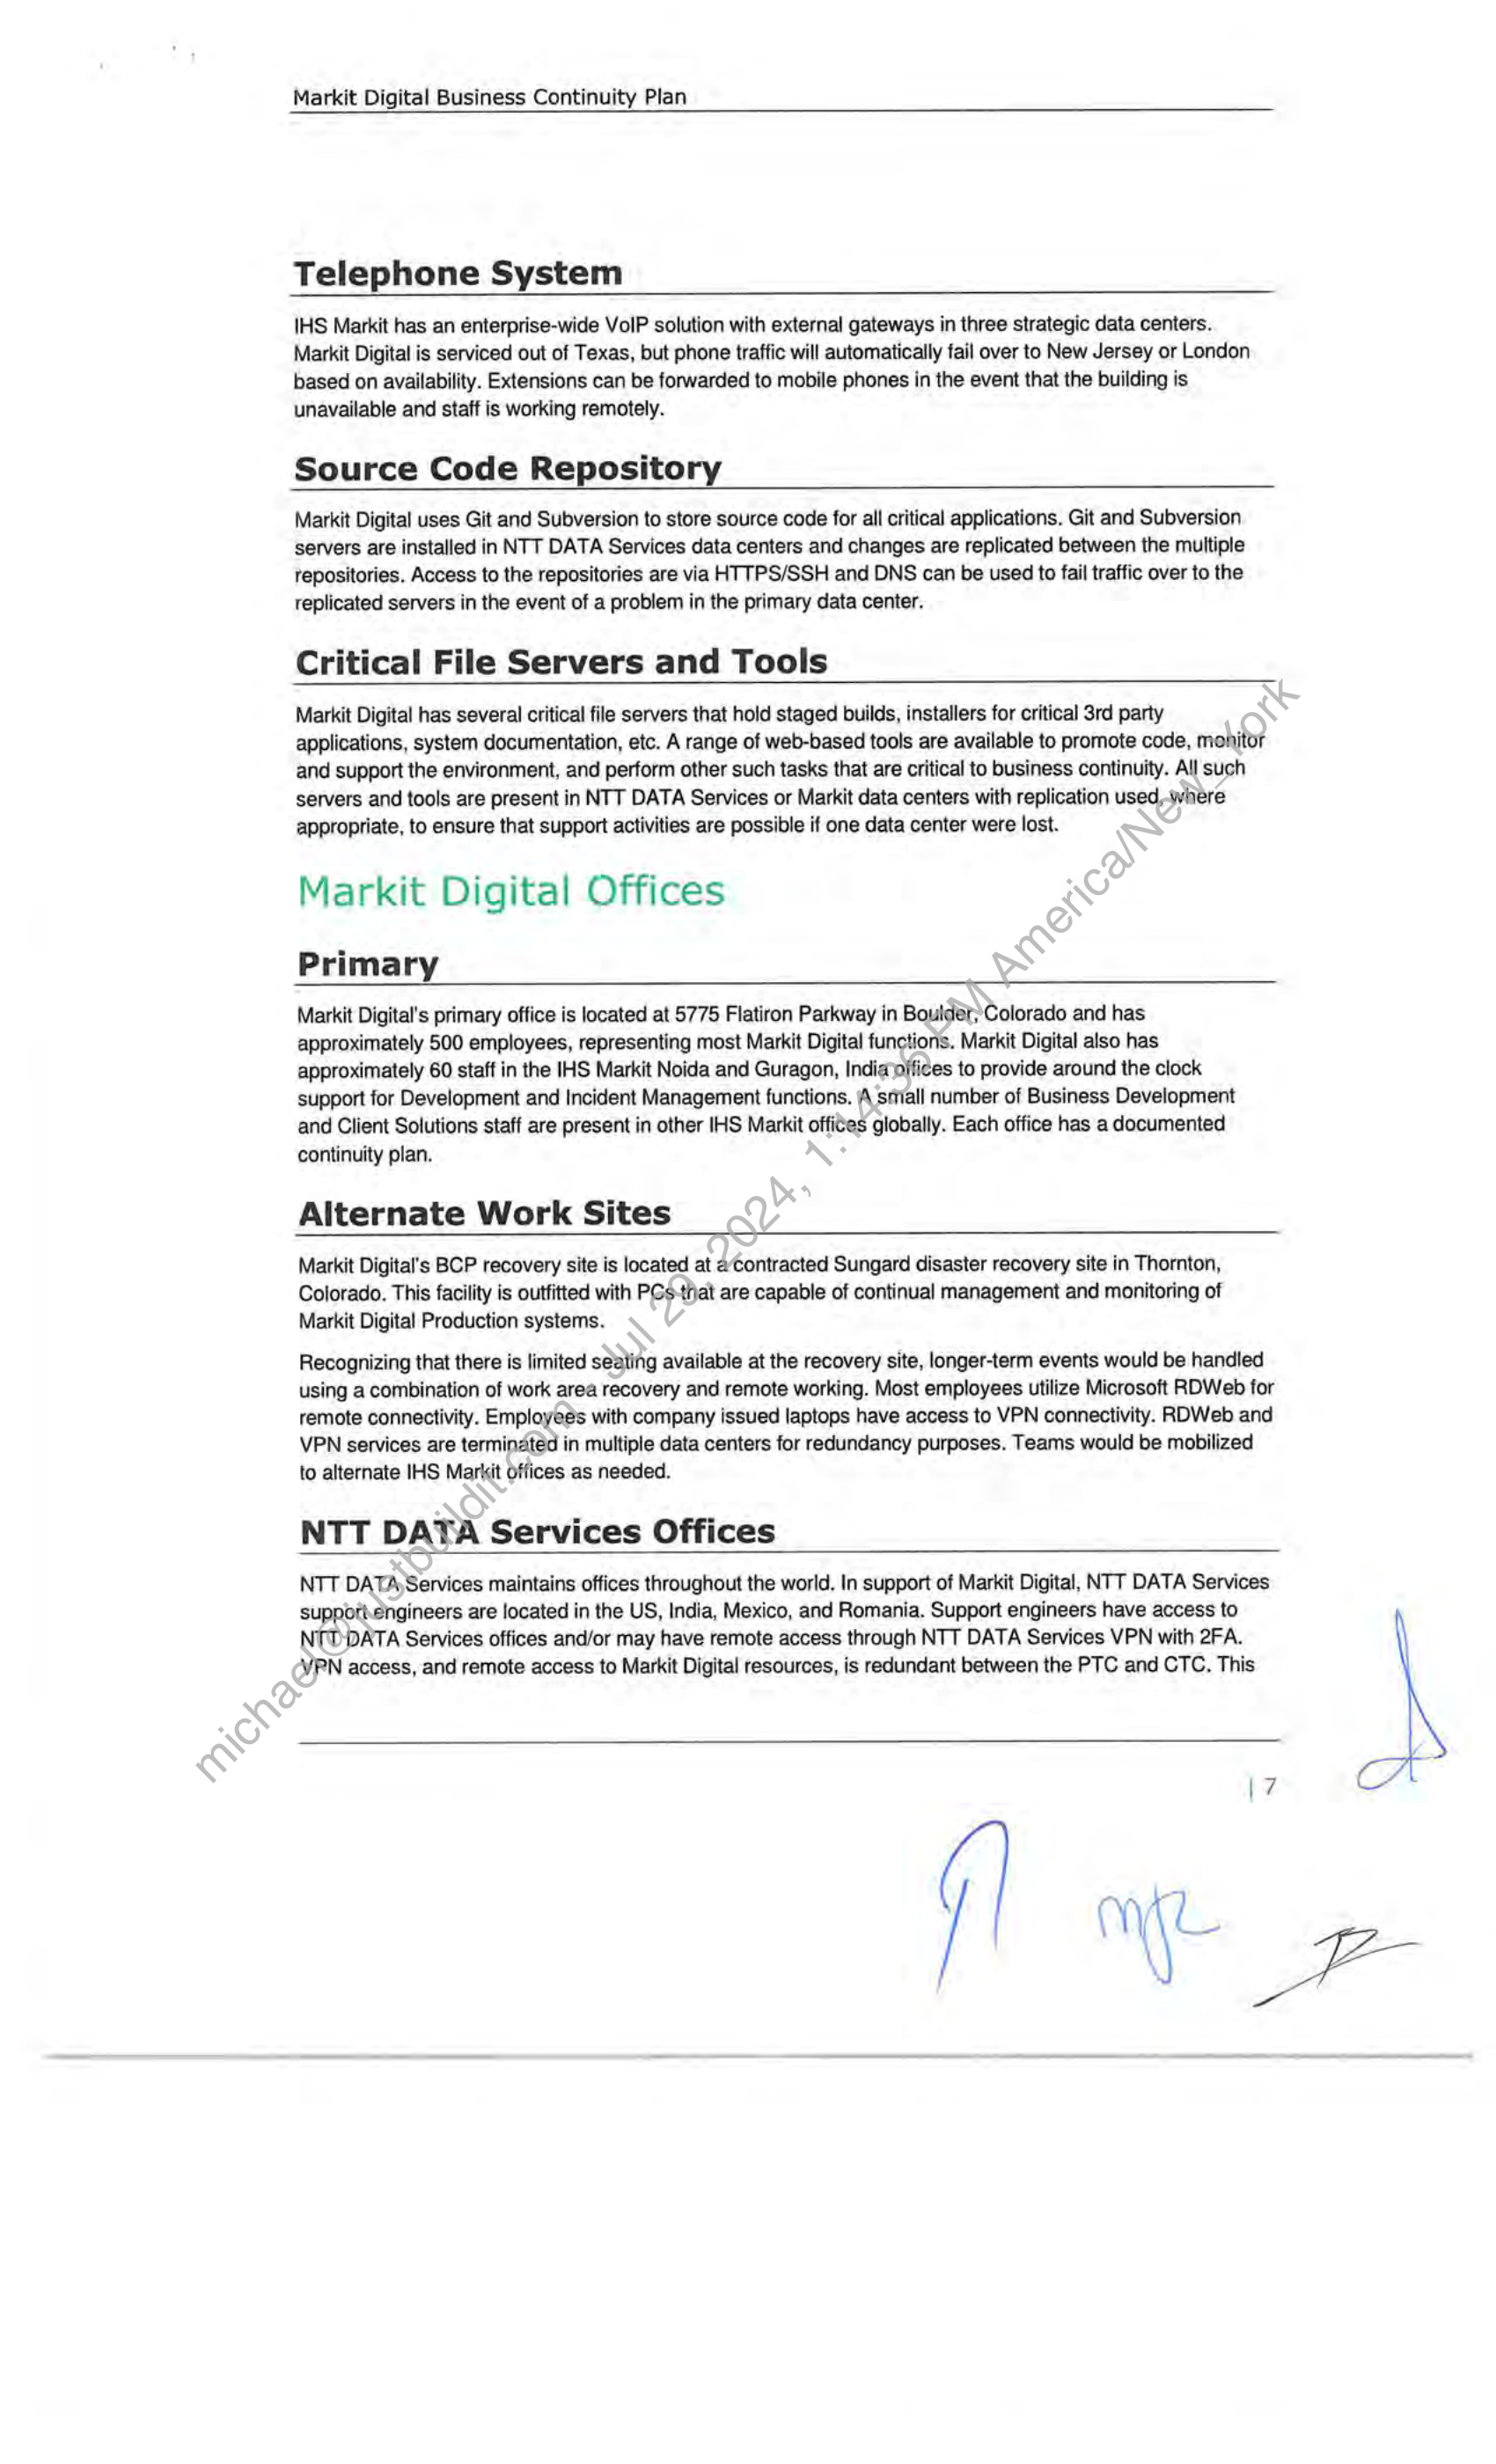 Markit Digital Business Continuity Plan
Telephone System
IHS Markit has an enterprise-wide VoIP solution with external gateways in three strategic data centers.
Markit Digital is serviced out of Texas, but phone traffic will automatically fail over to New Jersey or London
based on availability. Extensions can be forwarded to mobile phones in the event that the building is
unavailable and staff is working remotely.
Source Code Repository
Markit Digital uses Git and Subversion to store source code for all critical applications. Git and Subversion
servers are installed in NTT DATA Services data centers and changes are replicated between the multiple
repositories. Access to the repositories are via HTTPS/SSH and DNS can be used to fail traffic over to the
replicated servers in the event of a problem in the primary data center.
Critical File Servers and Tools
Markit Digital has several critical file servers that hold staged builds, installers for critical 3rd party
applications, system documentation, etc. A range of web-based tools are available to promote code, monitor
and support the environment, and perform other such tasks that are critical to business continuity. All such
servers and tools are present in NTT DATA Services or Markit data centers with replication used, where
appropriate, to ensure that support activities are possible if one data center were lost.
Markit Digital Offices
Primary
Markit Digital's primary office is located at 5775 Flatiron Parkway in Boulder, Colorado and has
approximately 500 employees, representing most Markit Digital functions. Markit Digital also has
approximately 60 staff in the IHS Markit Noida and Guragon, India offices to provide around the clock
support for Development and Incident Management functions. A small number of Business Development
and Client Solutions staff are present in other IHS Markit offices globally. Each office has a documented
continuity plan.
Alternate Work Sites
Markit Digital's BCP recovery site is located at a contracted Sungard disaster recovery site in Thornton,
Colorado. This facility is outfitted with PCs that are capable of continual management and monitoring of
Markit Digital Production systems.
Recognizing that there is limited seating available at the recovery site, longer-term events would be handled
using a combination of work area recovery and remote working. Most employees utilize Microsoft RDWeb for
remote connectivity. Employees with company issued laptops have access to VPN connectivity. RDWeb and
VPN services are terminated in multiple data centers for redundancy purposes. Teams would be mobilized
to alternate IHS Markit offices as needed.
NTT DATA Services Offices
NTT DATA Services maintains offices throughout the world. In support of Markit Digital, NTT DATA Services
support engineers are located in the US, India, Mexico, and Romania. Support engineers have access to
NTT DATA Services offices and/or may have remote access through NTT DATA Services VPN with 2FA.
VPN access, and remote access to Markit Digital resources, is redundant between the PTC and CTC. This
| 7
michael@justbuildit.com - Jul 29, 2024, 1:14:36 PM America/New_York